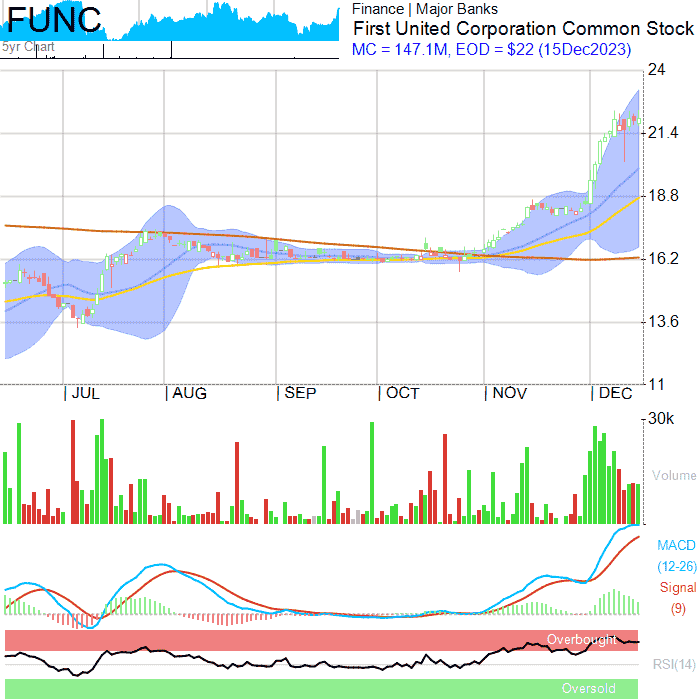 FUNC
5yr Chart
Finance | Major Banks
First United Corporation Common Stock
MC = 147.1M, EOD = $22 (15Dec2023)
24
21.4
18.8
16.2
13.6
11
| JUL | AUG | SEP | OCT | NOV | DEC
30k
Volume
MACD
(12-26)
Signal
(9)
Overbought
RSI(14)
Oversold